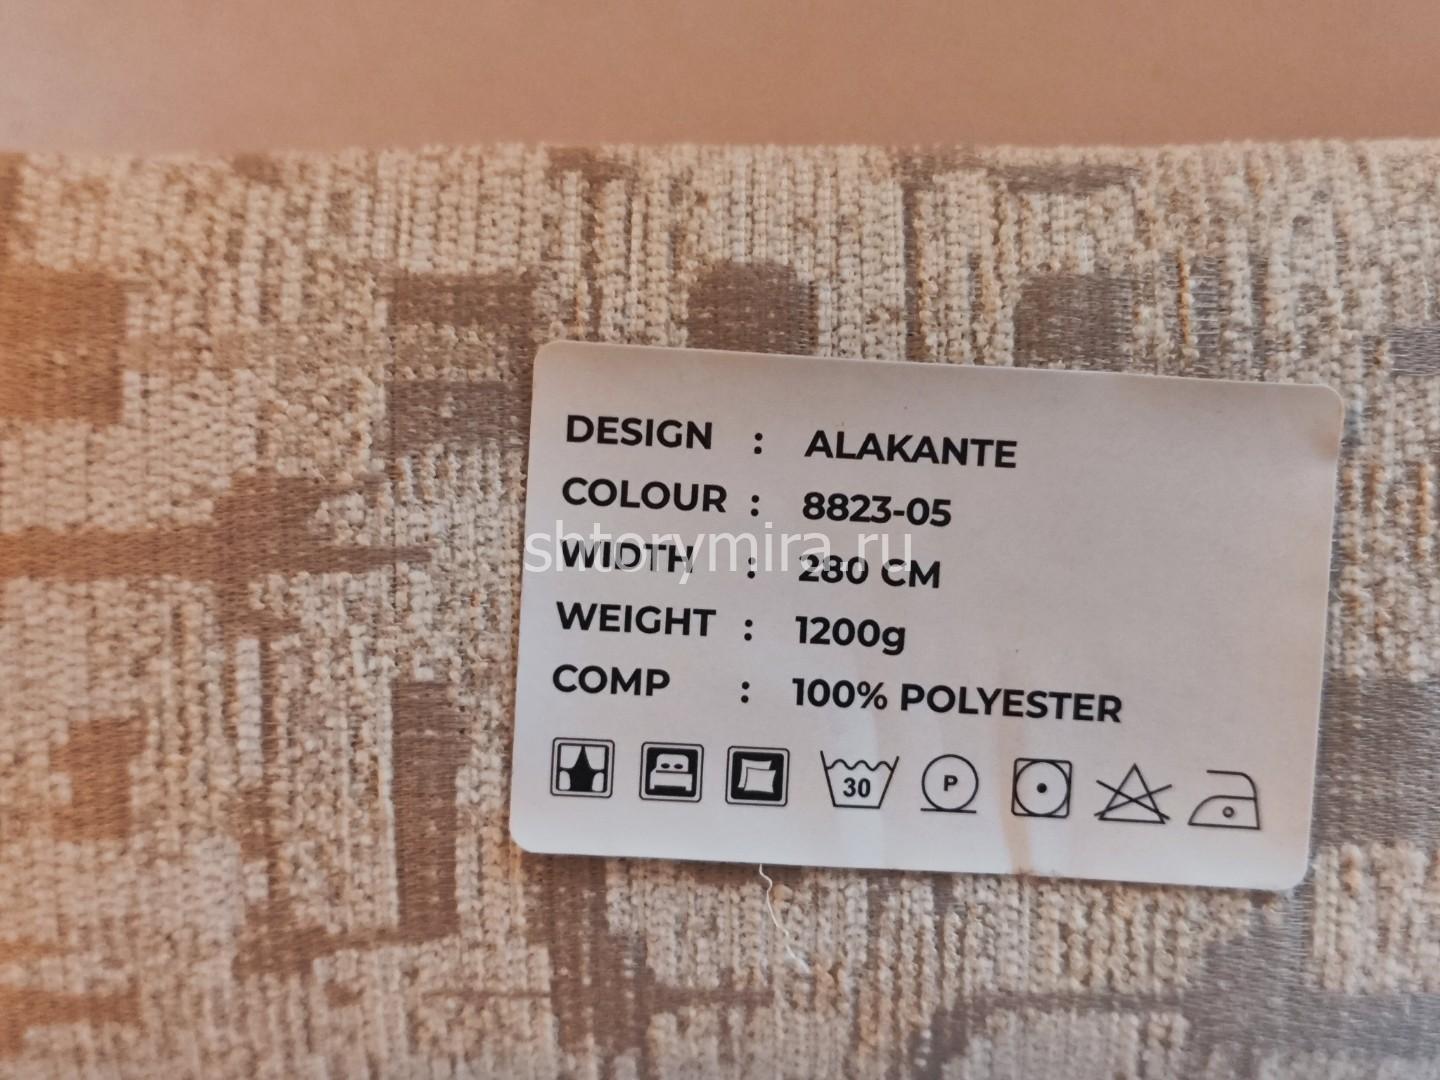 DESIGN : ALAKANTE
COLOUR : 8823-05
shtorymira.ru
WIDTH : 280 CM
WEIGHT : 1200g
COMP : 100% POLYESTER
30 P